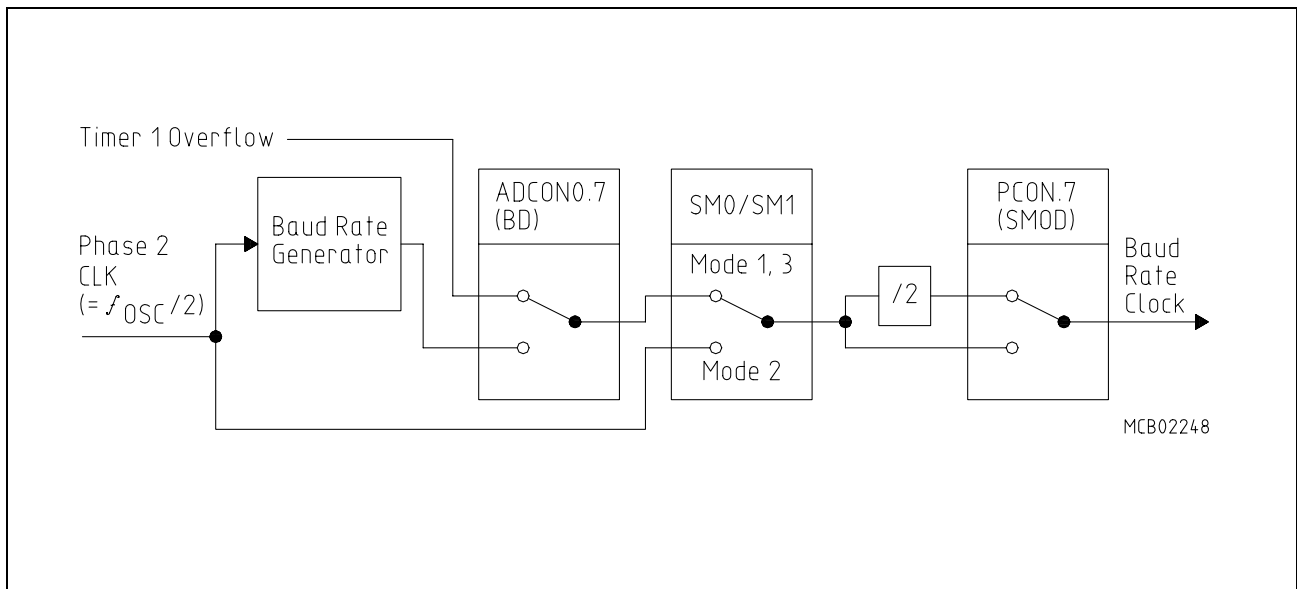 Timer 1 Overflow
Phase 2
CLK
(= f OSC /2)
Baud Rate
Generator
ADCON0.7
(BD)
SM0/SM1
Mode 1, 3
Mode 2
/2
PCON.7
(SMOD)
Baud
Rate
Clock
MCB02248